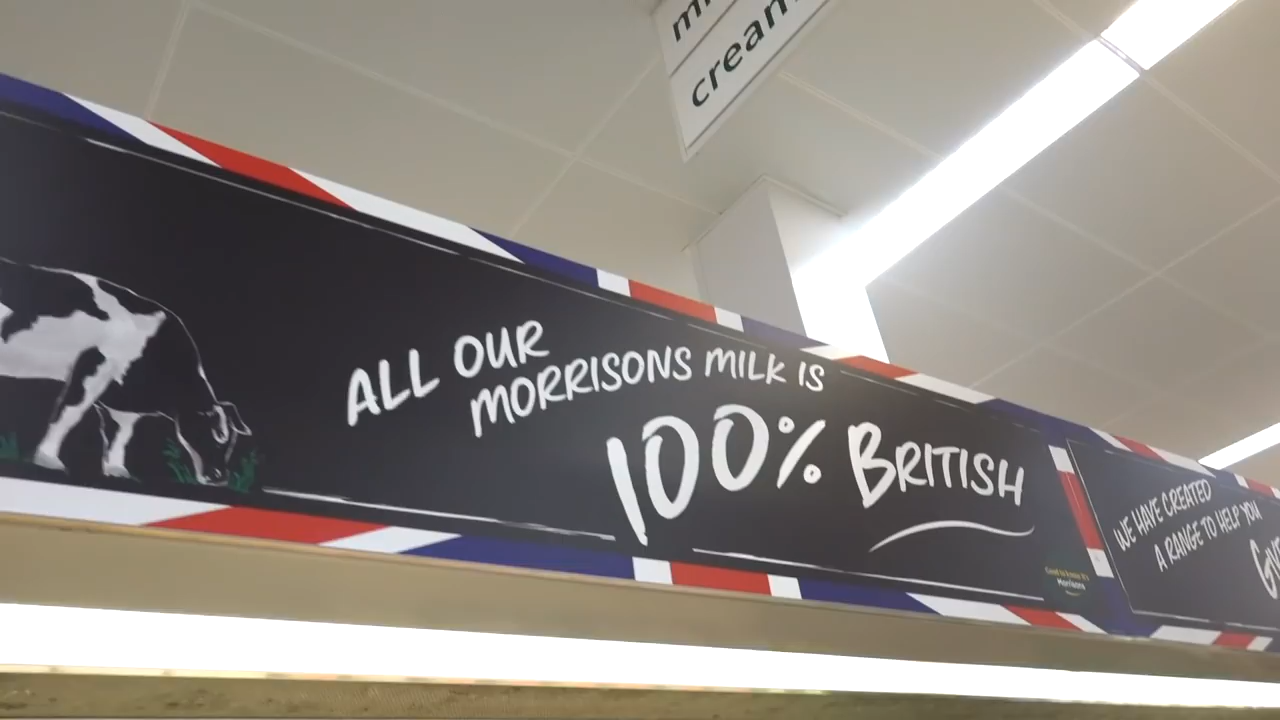 cream
ALL OUR
MORRISONS MILK IS
100% BRITISH
WE HAVE CREATED
A RANGE TO HELP YOU
Morrisons